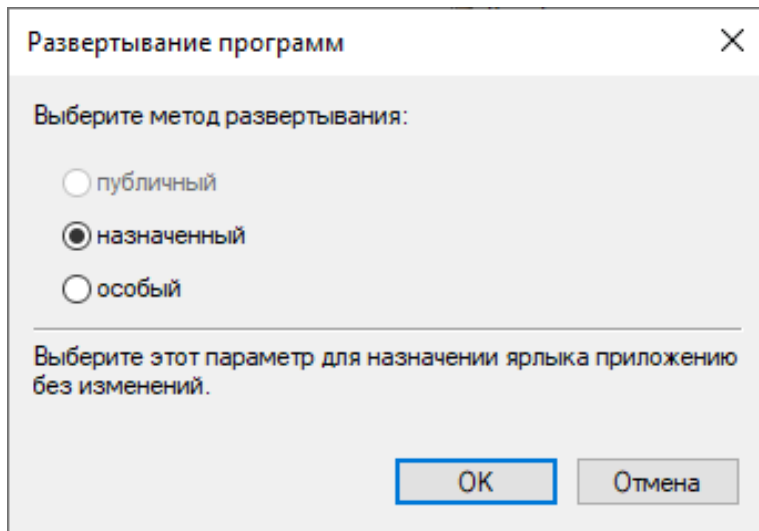 Развертывание программ
Выберите метод развертывания:
публичный
назначенный
особый
Выберите этот параметр для назначении ярлыка приложению
без изменений.
OK
Отмена